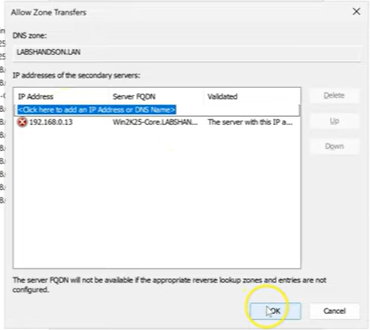 Allow Zone Transfers
DNS zone:
LABSHANDSON.LAN
IP addresses of the secondary servers:
IP Address Server FQDN Validated Delete
<Click here to add an IP Address or DNS Name>
192.168.0.13 Win2K25-Core.LABSHAN... The server with this IP a... Up
Down
The server FQDN will not be available if the appropriate reverse lookup zones and entries are not
configured.
OK Cancel